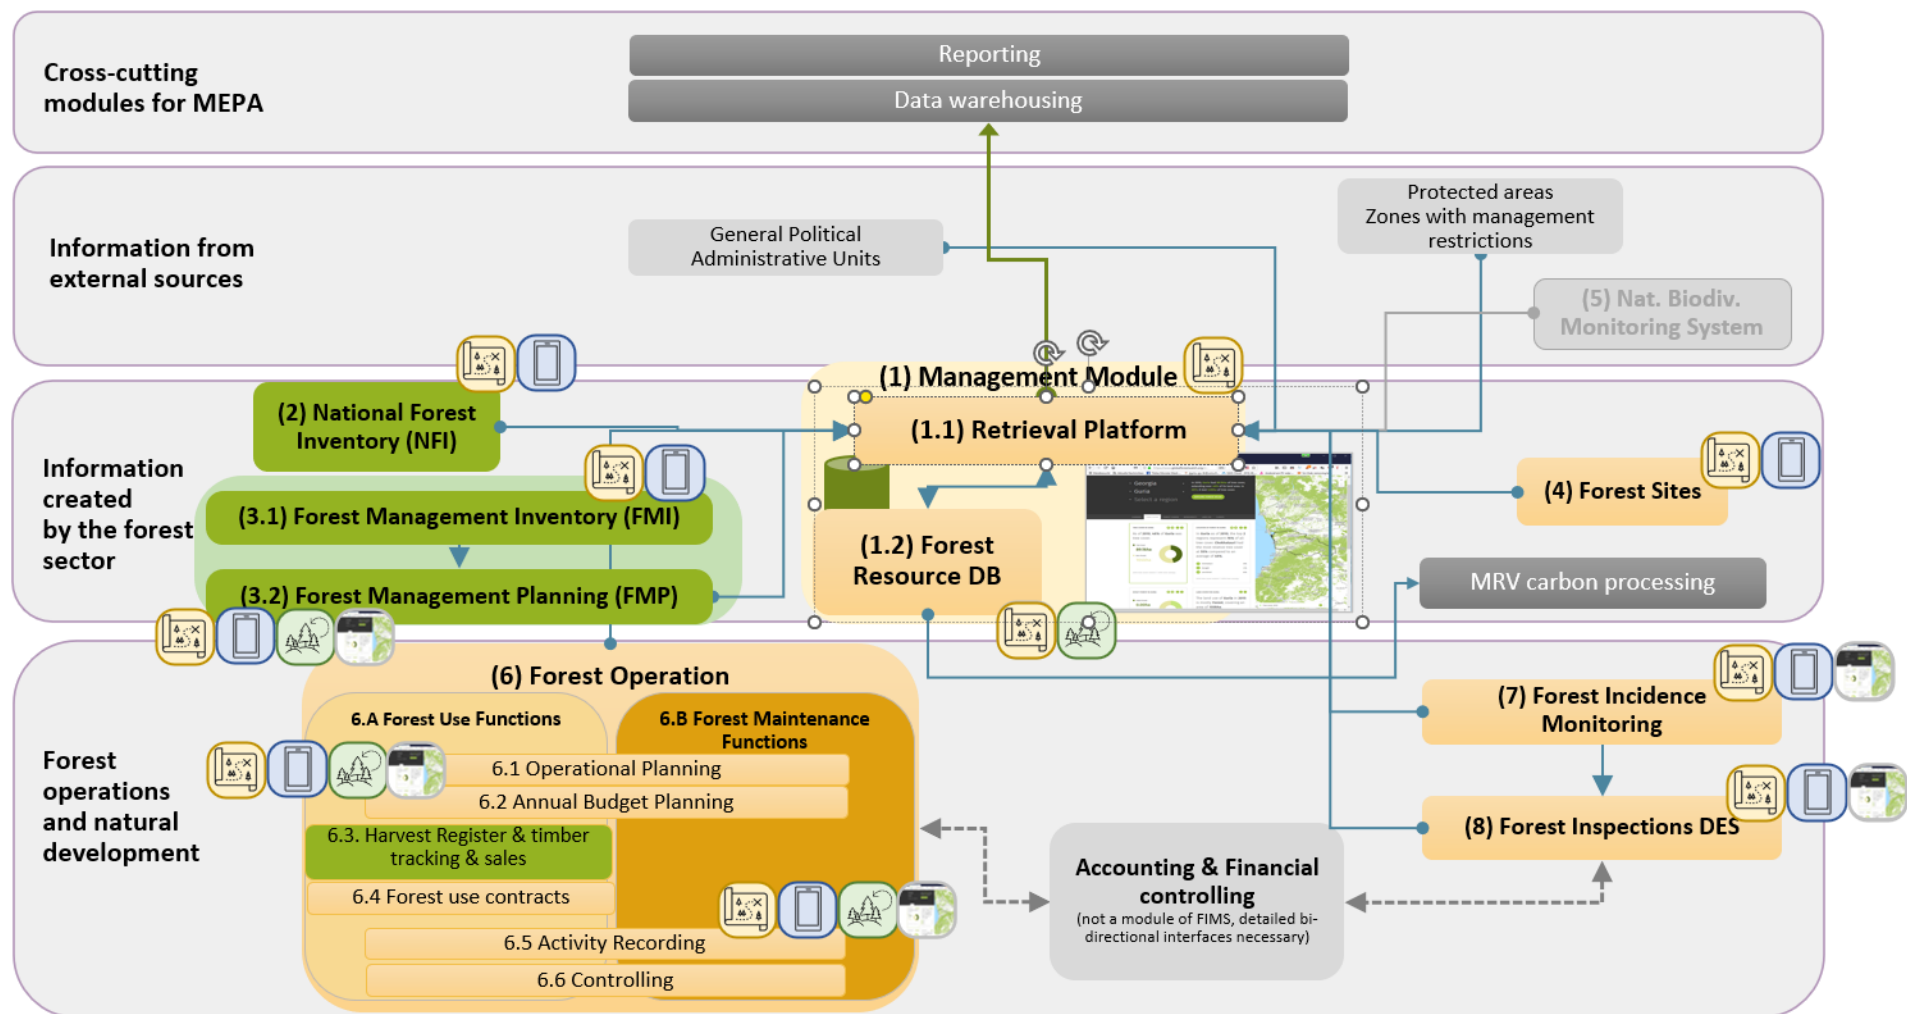 Cross-cutting
modules for MEPA
Reporting
Data warehousing
Information from
external sources
General Political
Administrative Units
Protected areas
Zones with management
restrictions
(5) Nat. Biodiv.
Monitoring System
Information
created
by the forest
sector
(2) National Forest
Inventory (NFI)
(3.1) Forest Management Inventory (FMI)
(3.2) Forest Management Planning (FMP)
(1) Management Module
(1.1) Retrieval Platform
(1.2) Forest
Resource DB
Georgia
Guria
Select a region
(4) Forest Sites
MRV carbon processing
Forest
operations
and natural
development
(6) Forest Operation
6.A Forest Use Functions
6.B Forest Maintenance
Functions
6.1 Operational Planning
6.2 Annual Budget Planning
6.3. Harvest Register & timber
tracking & sales
6.4 Forest use contracts
6.5 Activity Recording
6.6 Controlling
Accounting & Financial
controlling
(not a module of FIMS, detailed bi-
directional interfaces necessary)
(7) Forest Incidence
Monitoring
(8) Forest Inspections DES